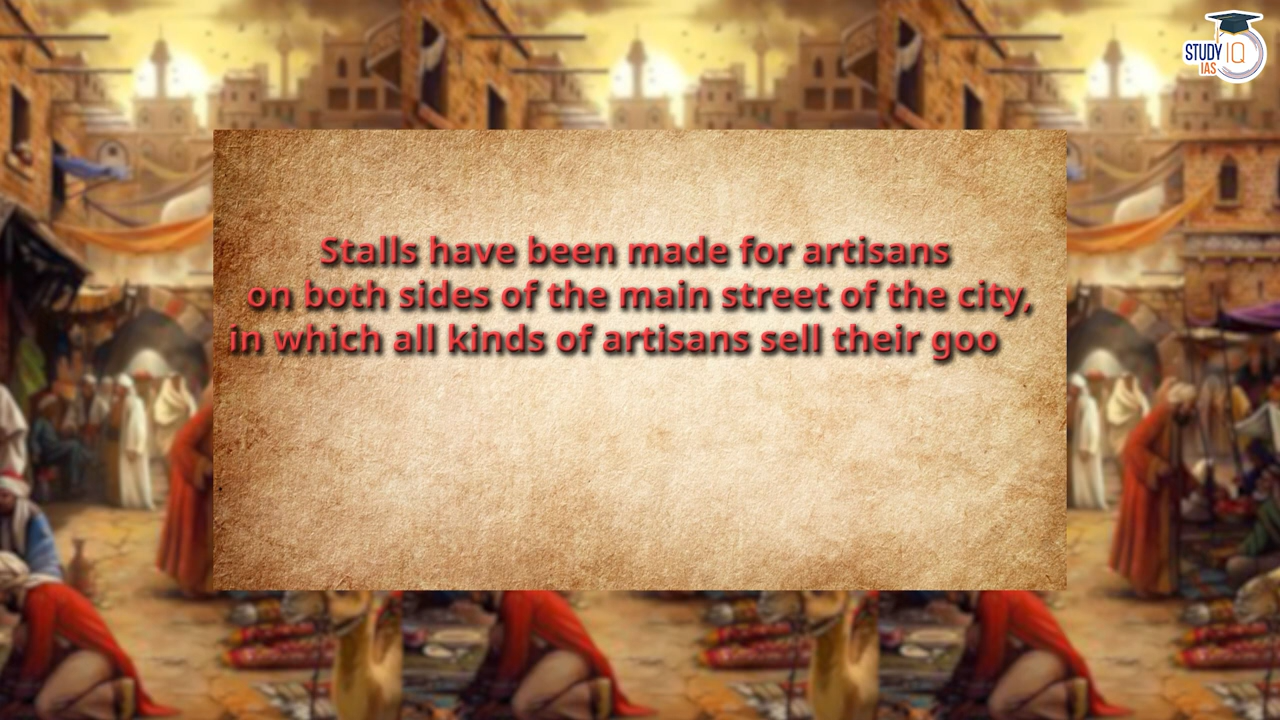 STUDY IQ
IAS
Stalls have been made for artisans
on both sides of the main street of the city,
in which all kinds of artisans sell their goo